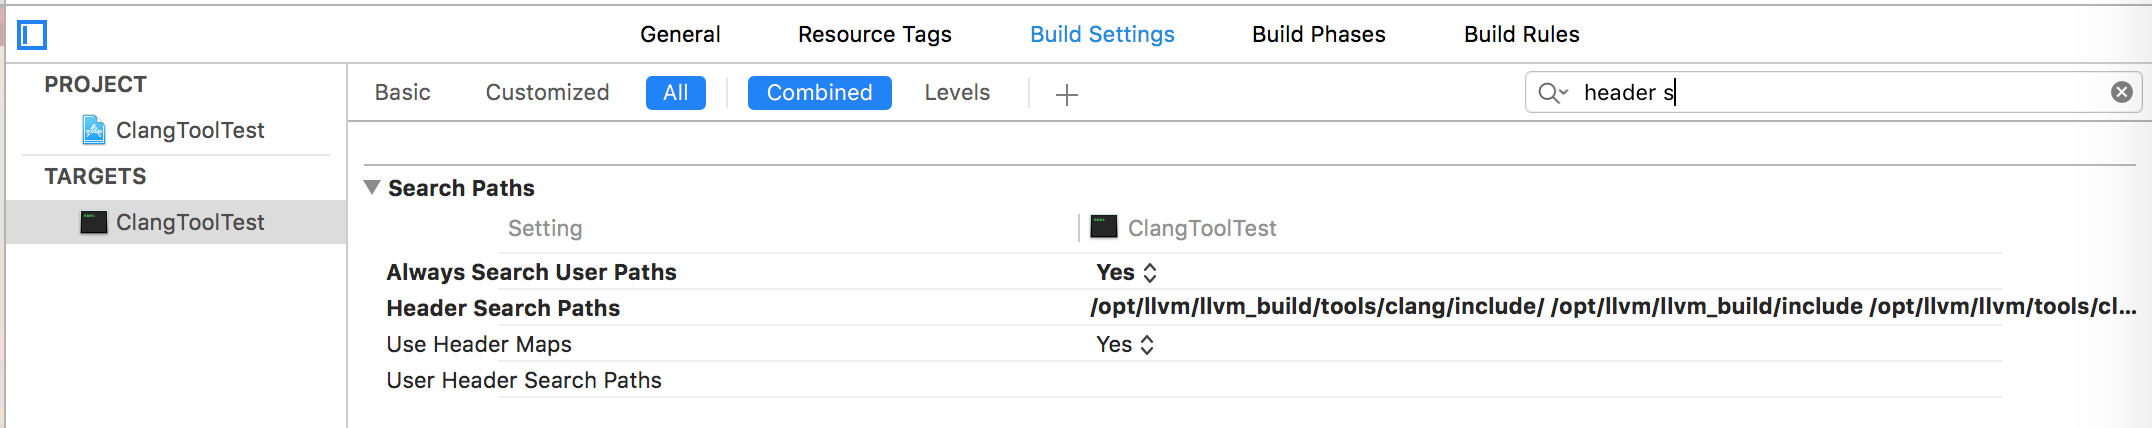 General Resource Tags Build Settings Build Phases Build Rules
PROJECT
ClangToolTest
TARGETS
ClangToolTest
Basic Customized All Combined Levels header s
Search Paths
Setting ClangToolTest
Always Search User Paths Yes
Header Search Paths /opt/llvm/llvm_build/tools/clang/include/ /opt/llvm/llvm_build/include /opt/llvm/llvm/tools/cl...
Use Header Maps Yes
User Header Search Paths